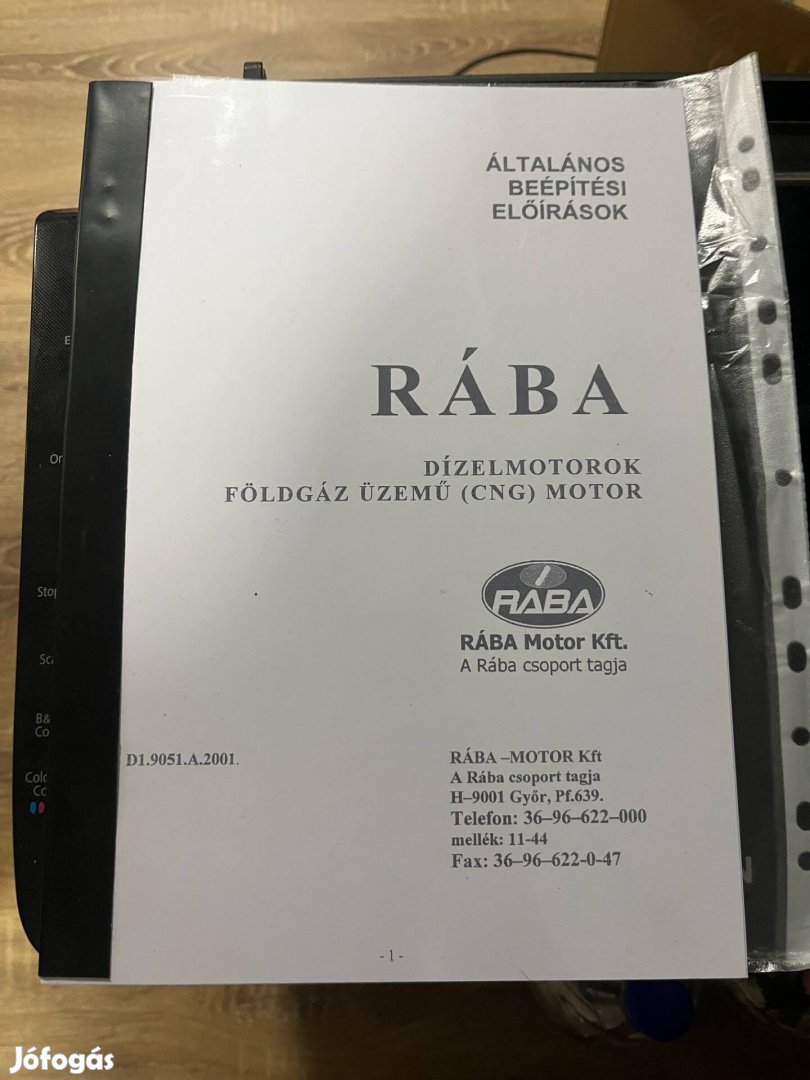 ÁLTALÁNOS
BEÉPÍTÉSI
ELŐÍRÁSOK
RÁBA
DÍZELMOTOROK
FÖLDGÁZ ÜZEMŰ (CNG) MOTOR
RÁBA
RÁBA Motor Kft.
A Rába csoport tagja
D1.9051.A.2001.
RÁBA –MOTOR Kft
A Rába csoport tagja
H–9001 Győr, Pf.639.
Telefon: 36–96–622–000
mellék: 11-44
Fax: 36–96–622-0-47
- 1 -
B&
Co
Jófogás